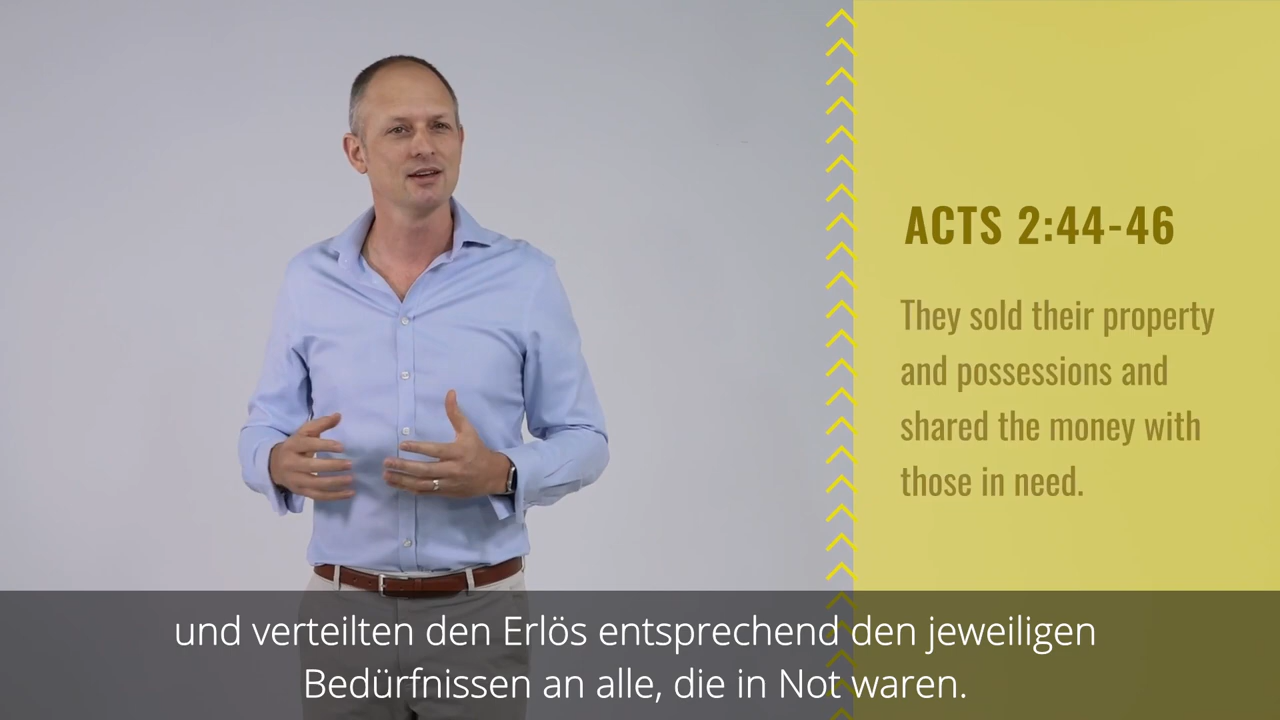 ACTS 2:44-46
They sold their property
and possessions and
shared the money with
those in need.
und verteilten den Erlös entsprechend den jeweiligen
Bedürfnissen an alle, die in Not waren.